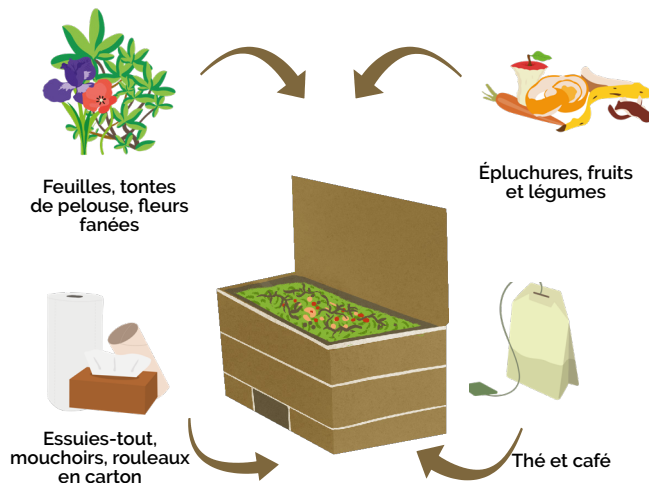 Feuilles, tontes
de pelouse, fleurs
fanées
Épluchures, fruits
et légumes
Essuies-tout,
mouchoirs, rouleaux
en carton
Thé et café